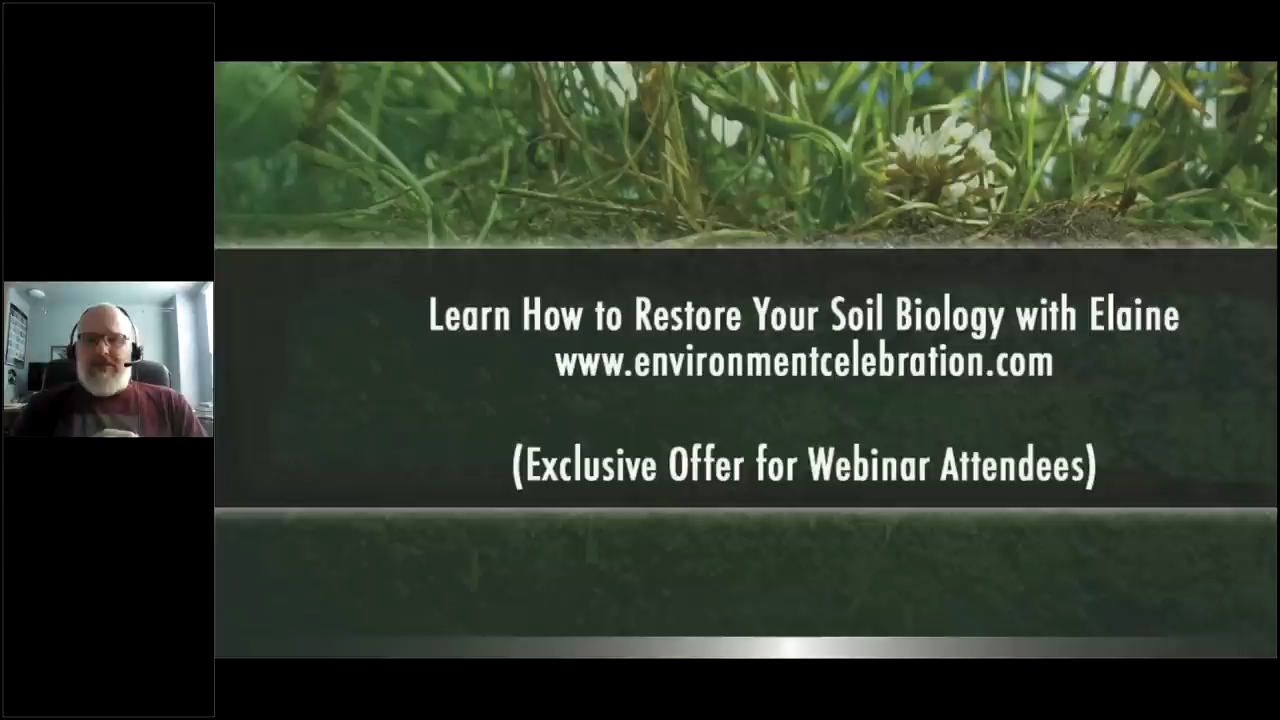 Learn How to Restore Your Soil Biology with Elaine
www.environmentcelebration.com
(Exclusive Offer for Webinar Attendees)